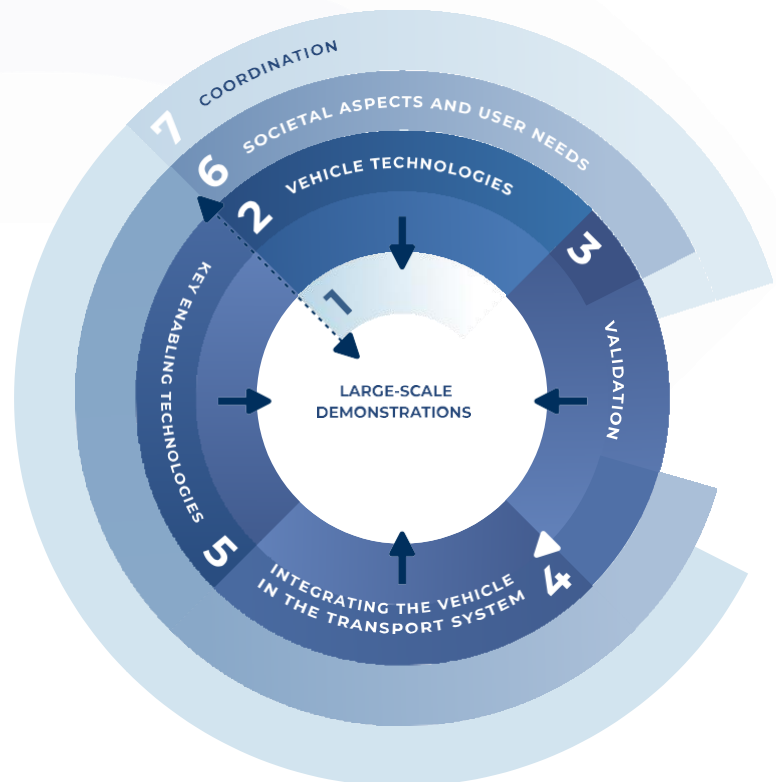 7
COORDINATION
6
SOCIETAL ASPECTS AND USER NEEDS
2
VEHICLE TECHNOLOGIES
3
VALIDATION
1
LARGE-SCALE
DEMONSTRATIONS
KEY ENABLING TECHNOLOGIES
5
INTEGRATING THE VEHICLE
IN THE TRANSPORT SYSTEM
4